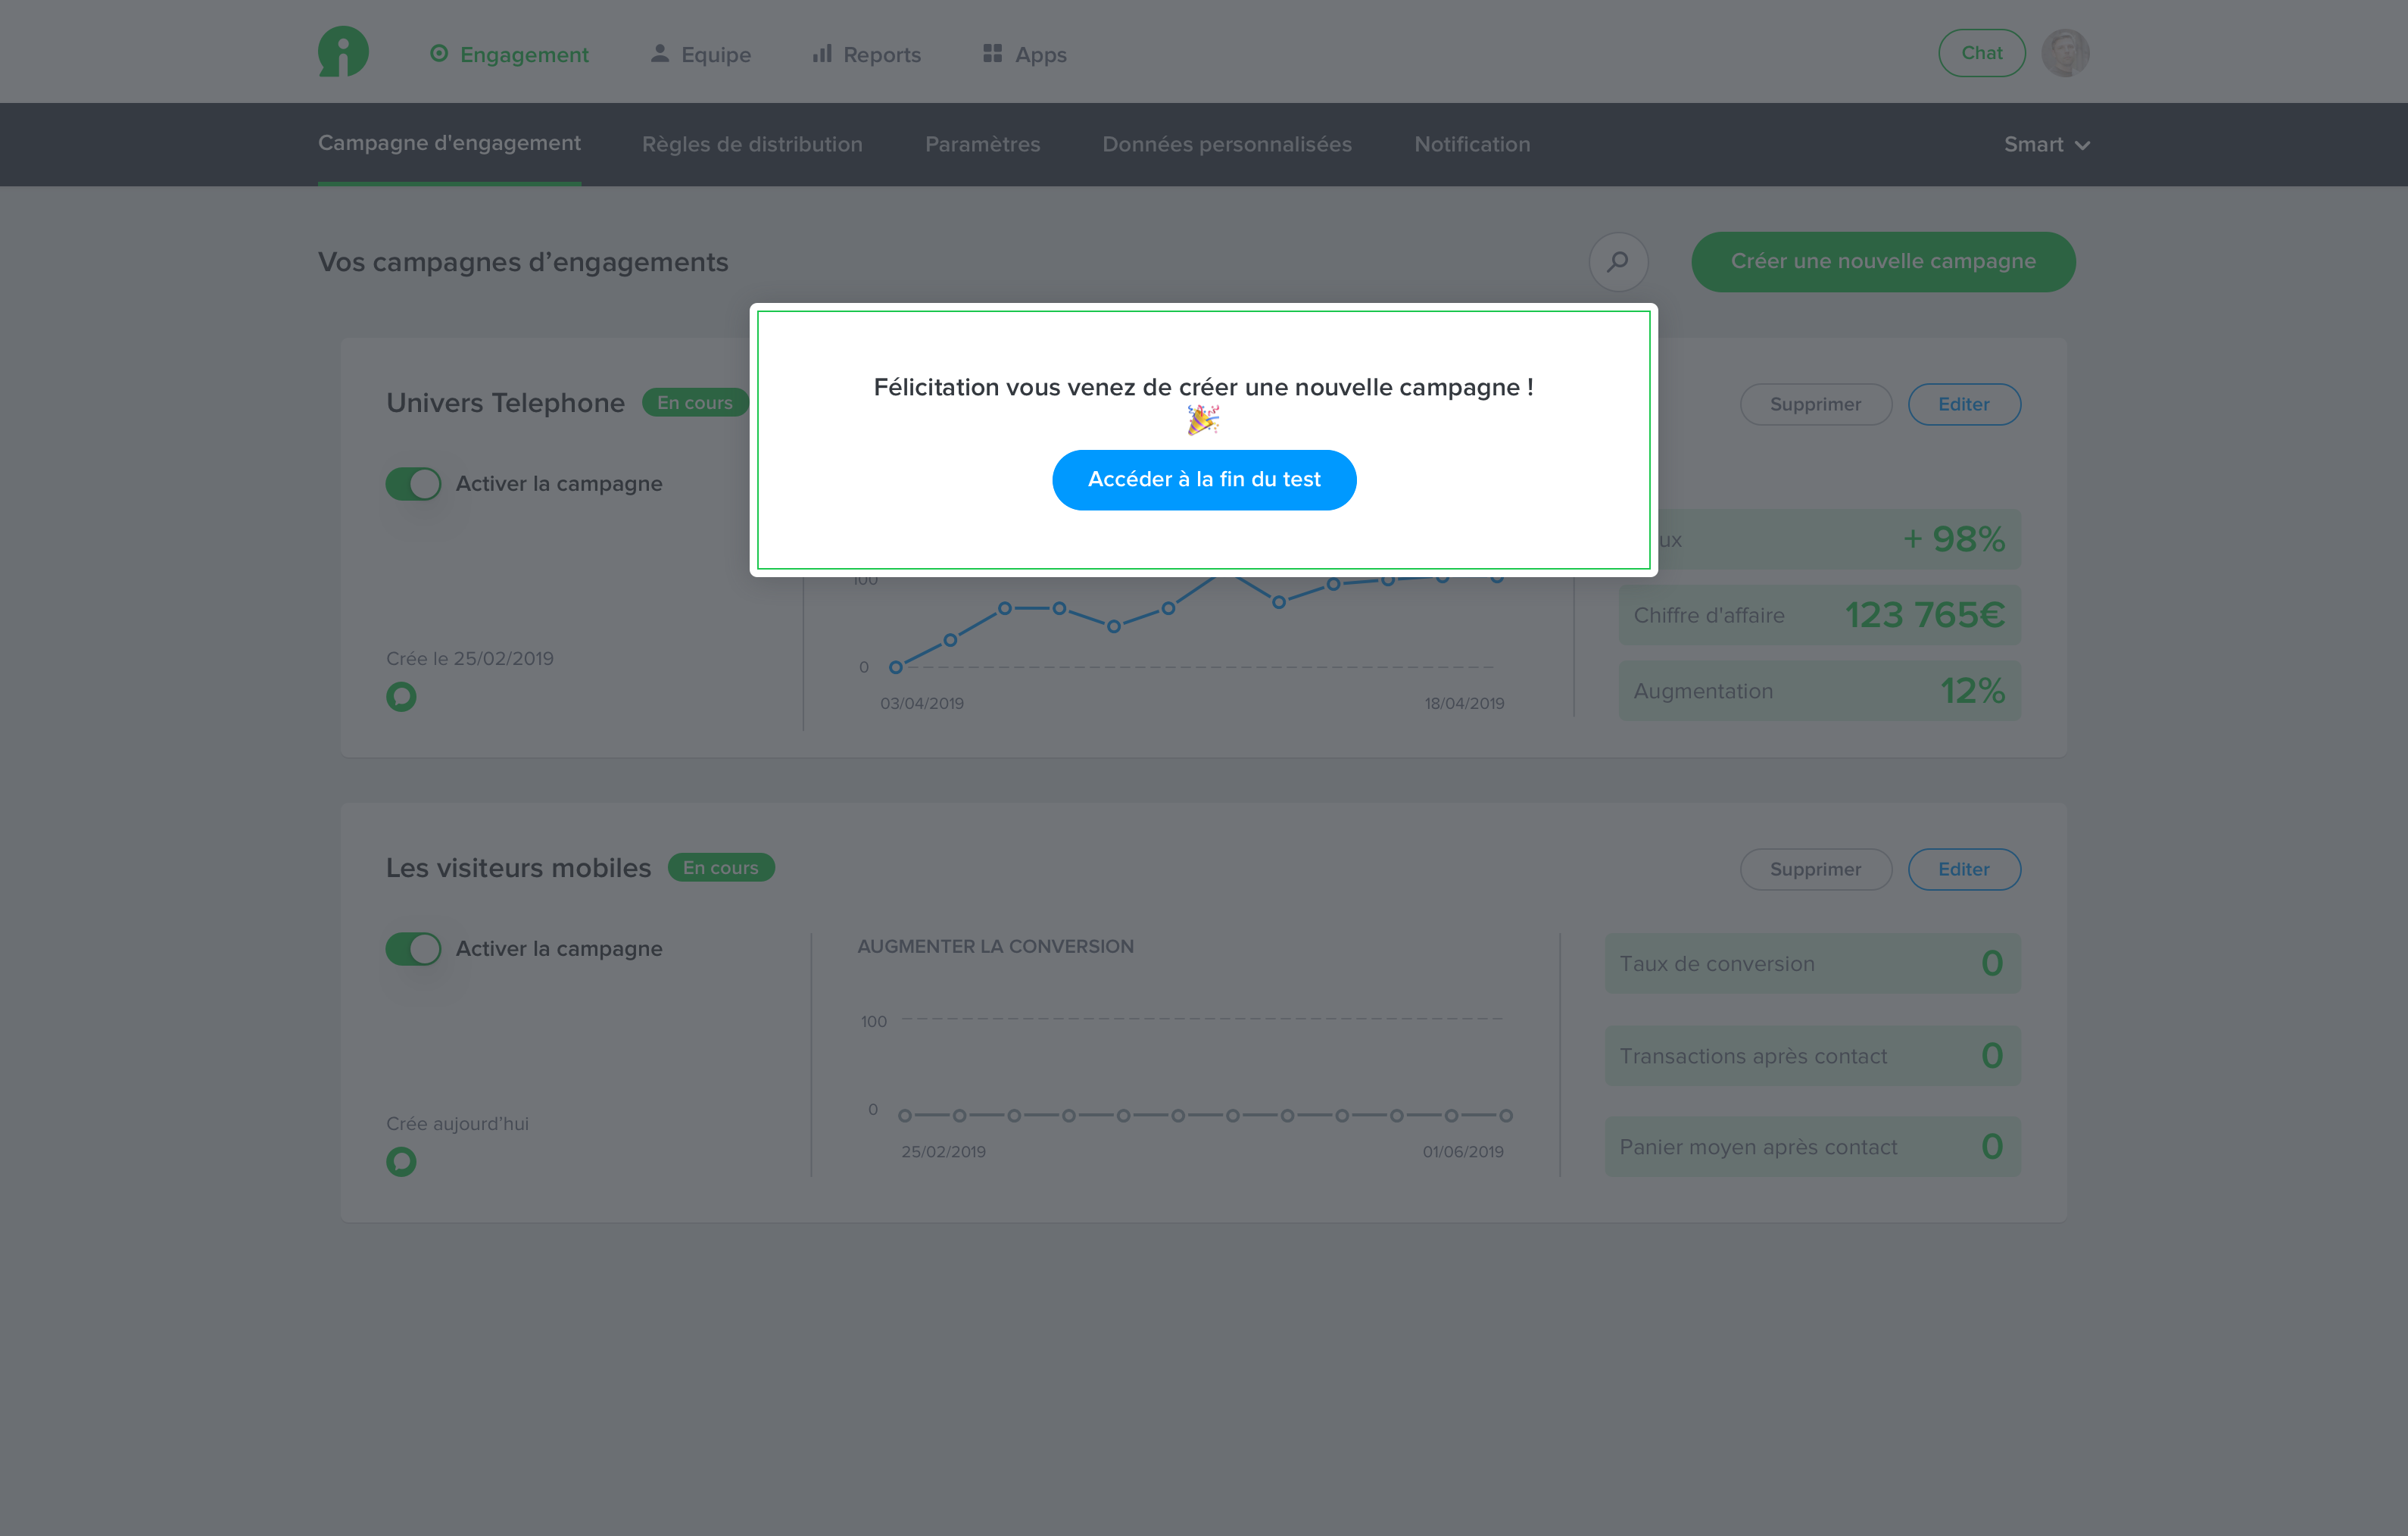 Engagement
Equipe
Reports
Apps
Chat
Campagne d'engagement
Règles de distribution
Paramètres
Données personnalisées
Notification
Smart
Vos campagnes d’engagements
Créer une nouvelle campagne
Félicitation vous venez de créer une nouvelle campagne !
🎉
Accéder à la fin du test
Univers Telephone
En cours
Supprimer
Editer
Activer la campagne
Crée le 25/02/2019
100
0
03/04/2019
18/04/2019
ux
+ 98%
Chiffre d'affaire
123 765€
Augmentation
12%
Les visiteurs mobiles
En cours
Supprimer
Editer
Activer la campagne
Crée aujourd’hui
AUGMENTER LA CONVERSION
100
0
25/02/2019
01/06/2019
Taux de conversion
0
Transactions après contact
0
Panier moyen après contact
0